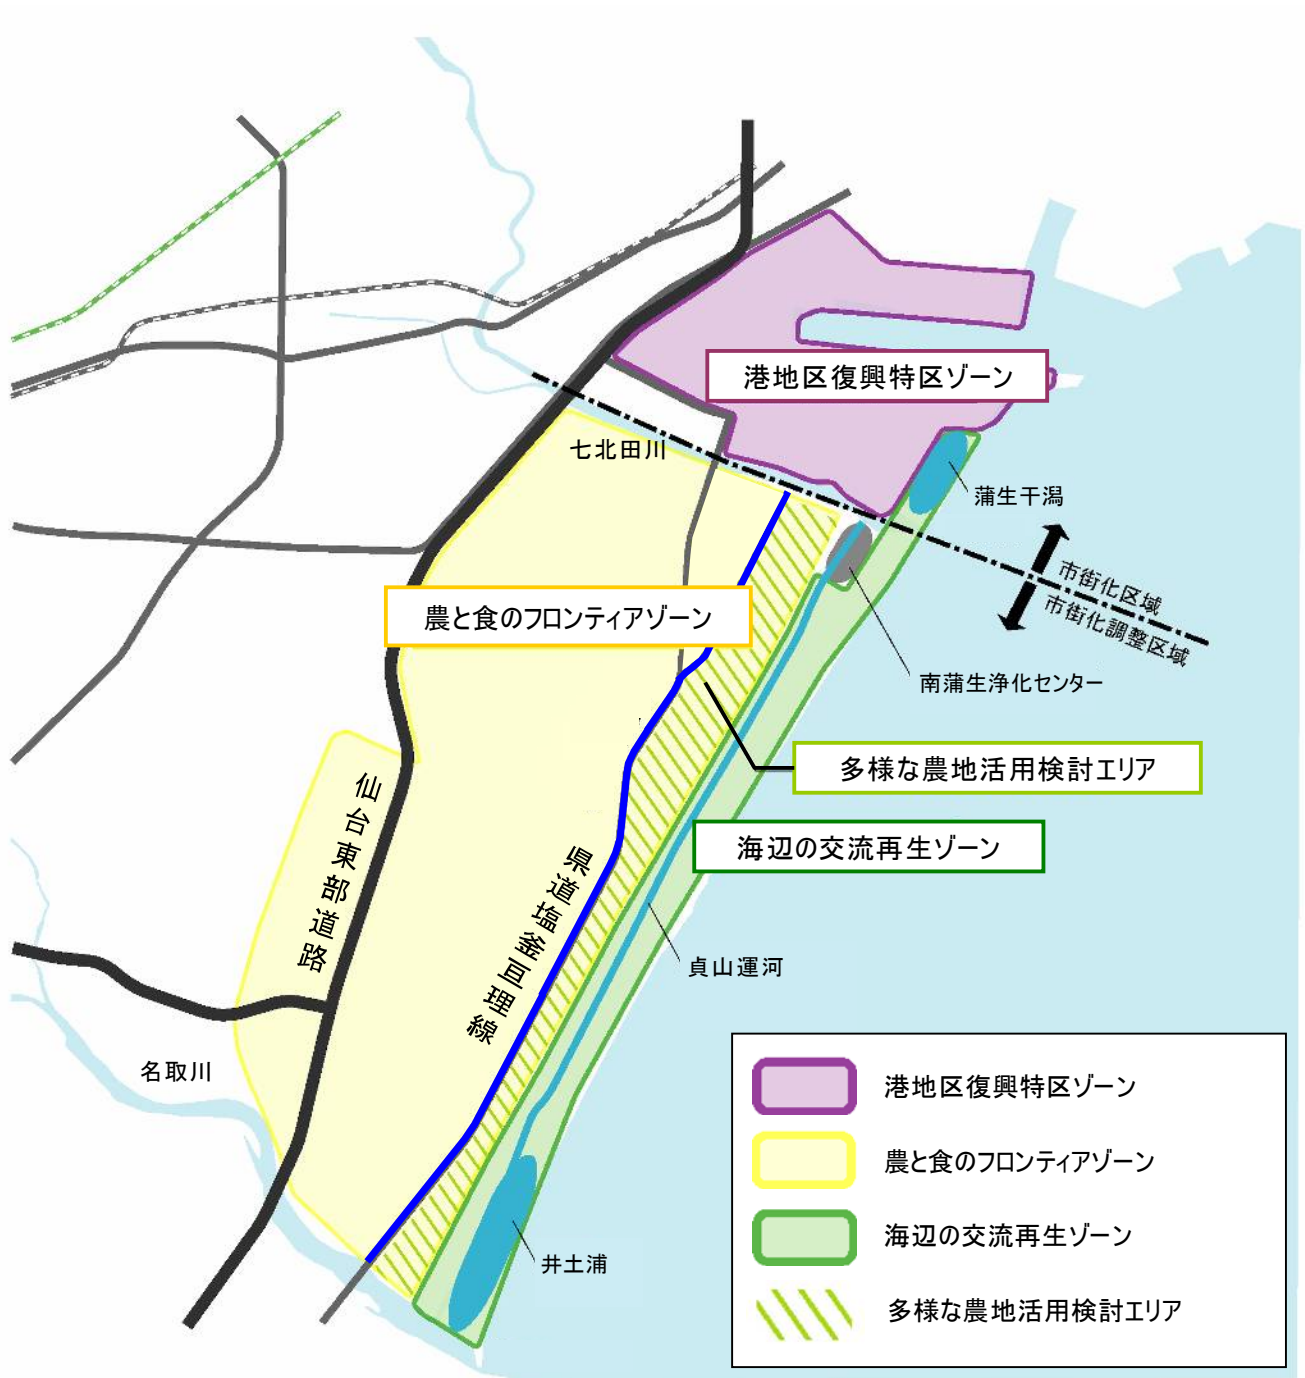 港地区復興特区ゾーン
七北田川
蒲生干潟
市街化区域
市街化調整区域
農と食のフロンティアゾーン
南蒲生浄化センター
多様な農地活用検討エリア
仙台東部道路
海辺の交流再生ゾーン
県道塩釜亘理線
貞山運河
名取川
井土浦
港地区復興特区ゾーン
農と食のフロンティアゾーン
海辺の交流再生ゾーン
多様な農地活用検討エリア